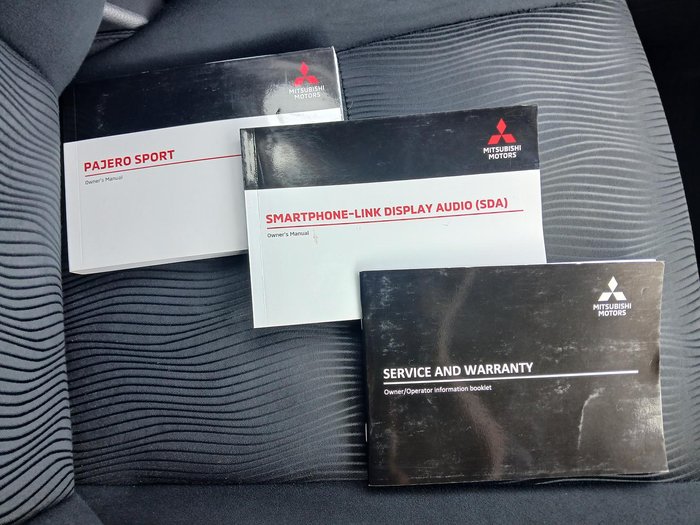 MITSUBISHI
MOTORS
PAJERO SPORT
Owner's Manual
MITSUBISHI
MOTORS
SMARTPHONE-LINK DISPLAY AUDIO (SDA)
Owner's Manual
MITSUBISHI
MOTORS
SERVICE AND WARRANTY
Owner/Operator information booklet